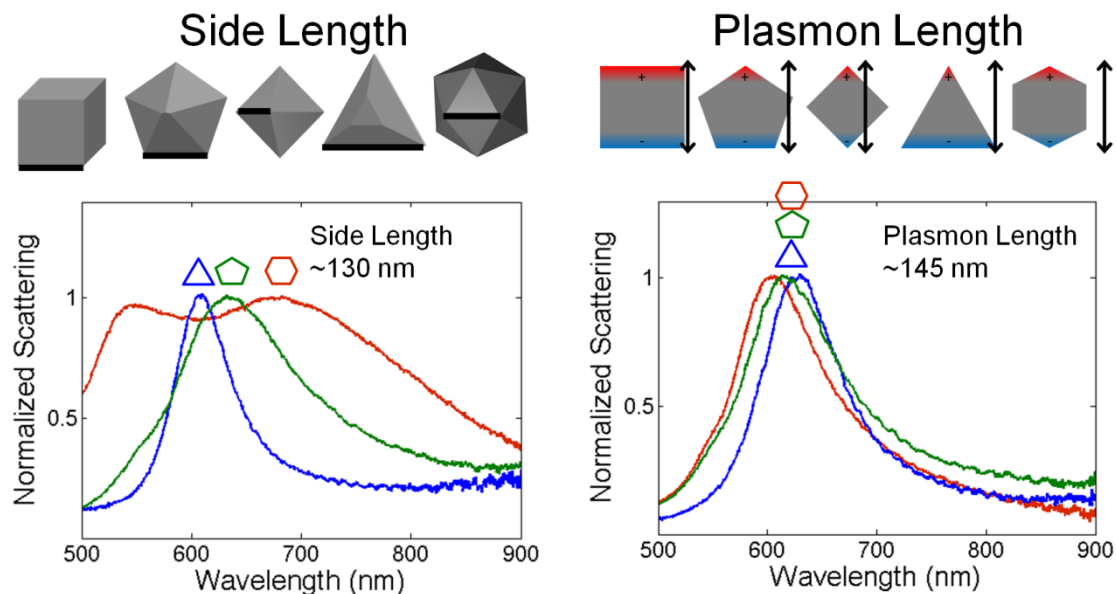 Side Length
Plasmon Length
+
+
+
+
+
-
-
-
-
-
Side Length
~130 nm
Normalized Scattering
1
0.5
500
600
700
800
900
Wavelength (nm)
Plasmon Length
~145 nm
Normalized Scattering
1
0.5
500
600
700
800
900
Wavelength (nm)